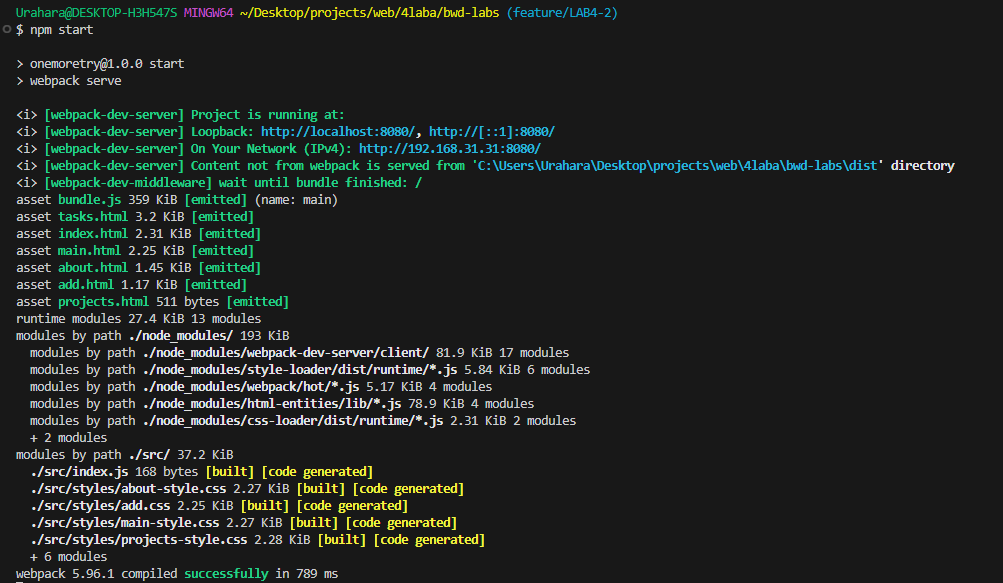 Urahara@DESKTOP-H3H547S MINGW64 ~/Desktop/projects/web/4laba/bwd-labs (feature/LAB4-2)
$ npm start
> onemoretry@1.0.0 start
> webpack serve
<i> [webpack-dev-server] Project is running at:
<i> [webpack-dev-server] Loopback: http://localhost:8080/, http://[::1]:8080/
<i> [webpack-dev-server] On Your Network (IPv4): http://192.168.31.31:8080/
<i> [webpack-dev-server] Content not from webpack is served from 'C:\Users\Urahara\Desktop\projects\web\4laba\bwd-labs\dist' directory
<i> [webpack-dev-middleware] wait until bundle finished: /
asset bundle.js 359 KiB [emitted] (name: main)
asset tasks.html 3.2 KiB [emitted]
asset index.html 2.31 KiB [emitted]
asset main.html 2.25 KiB [emitted]
asset about.html 1.45 KiB [emitted]
asset add.html 1.17 KiB [emitted]
asset projects.html 511 bytes [emitted]
runtime modules 27.4 KiB 13 modules
modules by path ./node_modules/ 193 KiB
  modules by path ./node_modules/webpack-dev-server/client/ 81.9 KiB 17 modules
  modules by path ./node_modules/style-loader/dist/runtime/*.js 5.84 KiB 6 modules
  modules by path ./node_modules/webpack/hot/*.js 5.17 KiB 4 modules
  modules by path ./node_modules/html-entities/lib/*.js 78.9 KiB 4 modules
  modules by path ./node_modules/css-loader/dist/runtime/*.js 2.31 KiB 2 modules
  + 2 modules
modules by path ./src/ 37.2 KiB
  ./src/index.js 168 bytes [built] [code generated]
  ./src/styles/about-style.css 2.27 KiB [built] [code generated]
  ./src/styles/add.css 2.25 KiB [built] [code generated]
  ./src/styles/main-style.css 2.27 KiB [built] [code generated]
  ./src/styles/projects-style.css 2.28 KiB [built] [code generated]
  + 6 modules
webpack 5.96.1 compiled successfully in 789 ms